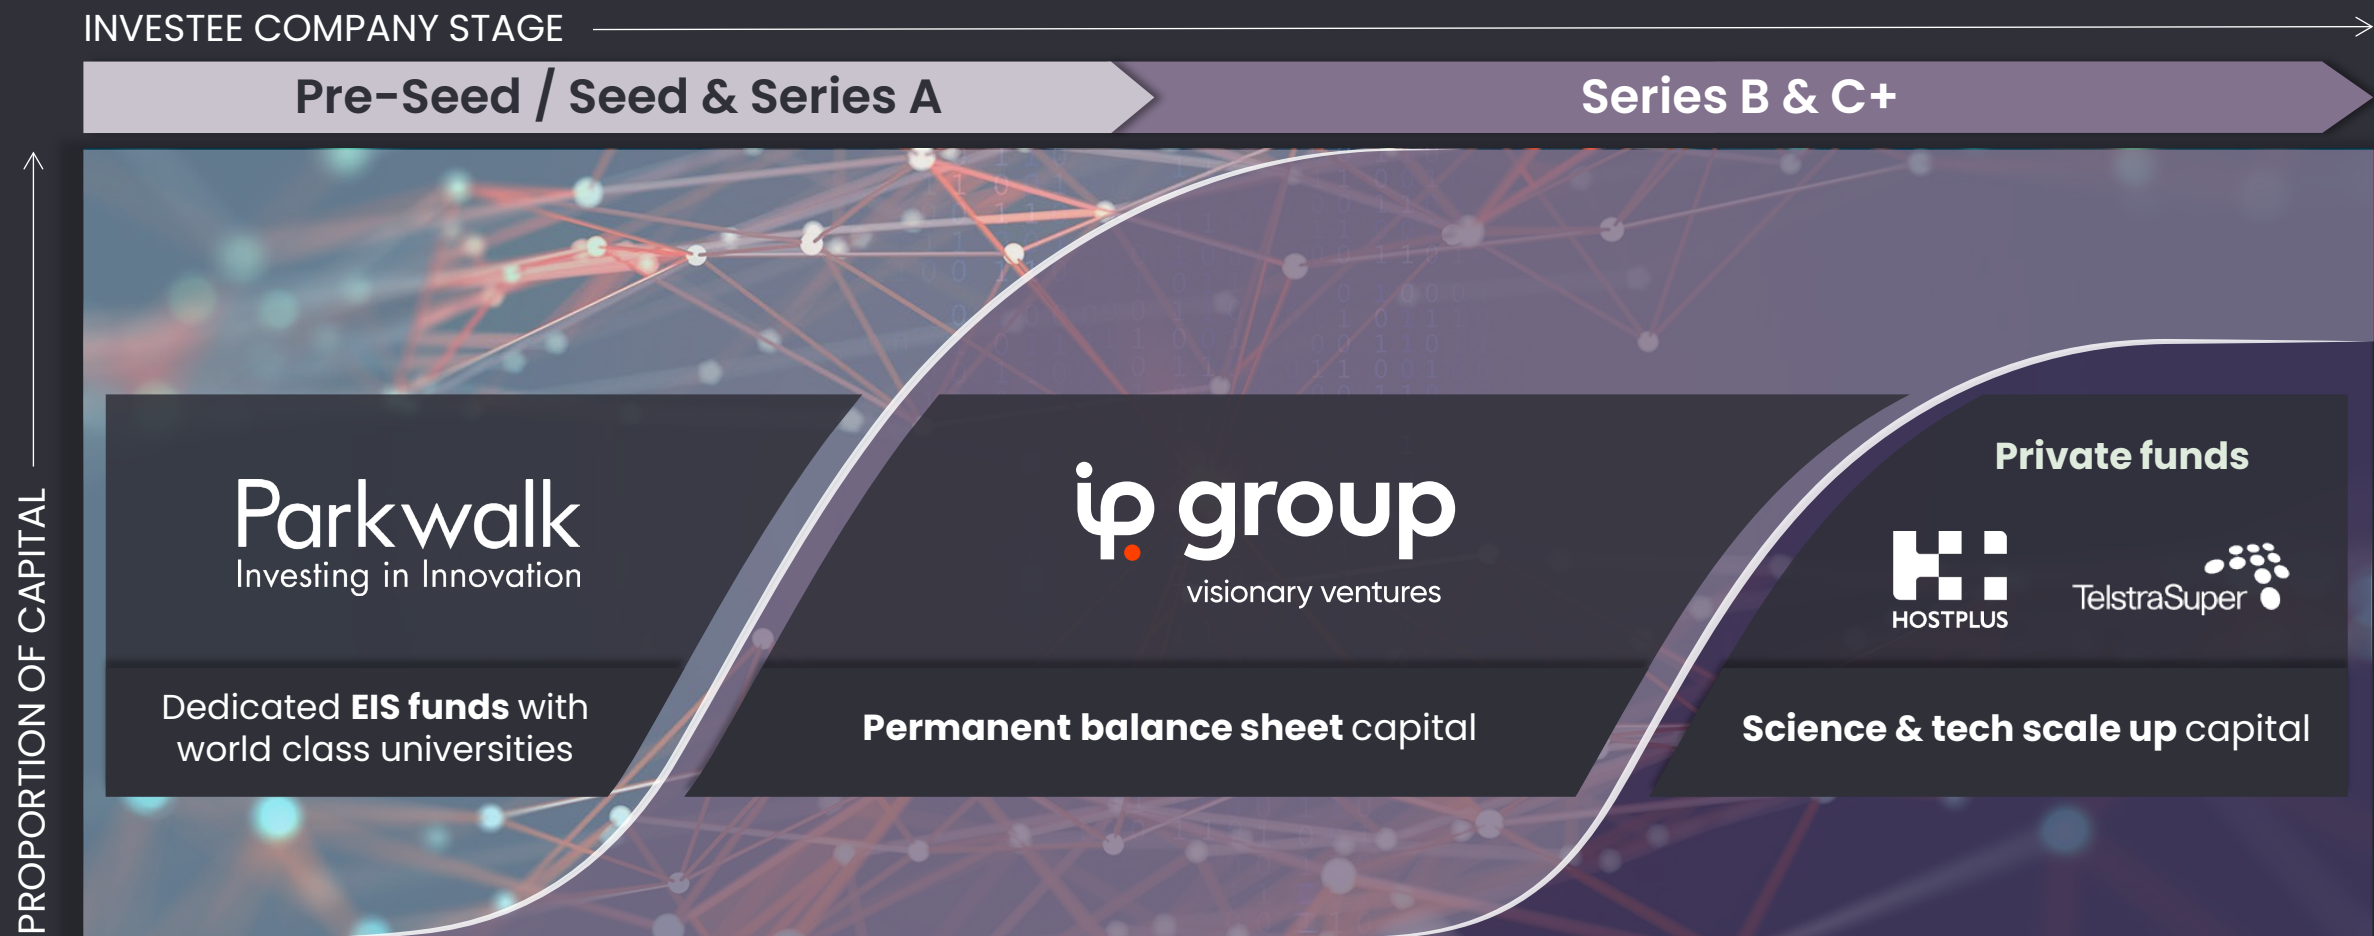 INVESTEE COMPANY STAGE
Pre-Seed / Seed & Series A
Series B & C+
PROPORTION OF CAPITAL
Parkwalk
Investing in Innovation
ip group
visionary ventures
Private funds
HOSTPLUS
TelstraSuper
Dedicated EIS funds with
world class universities
Permanent balance sheet capital
Science & tech scale up capital